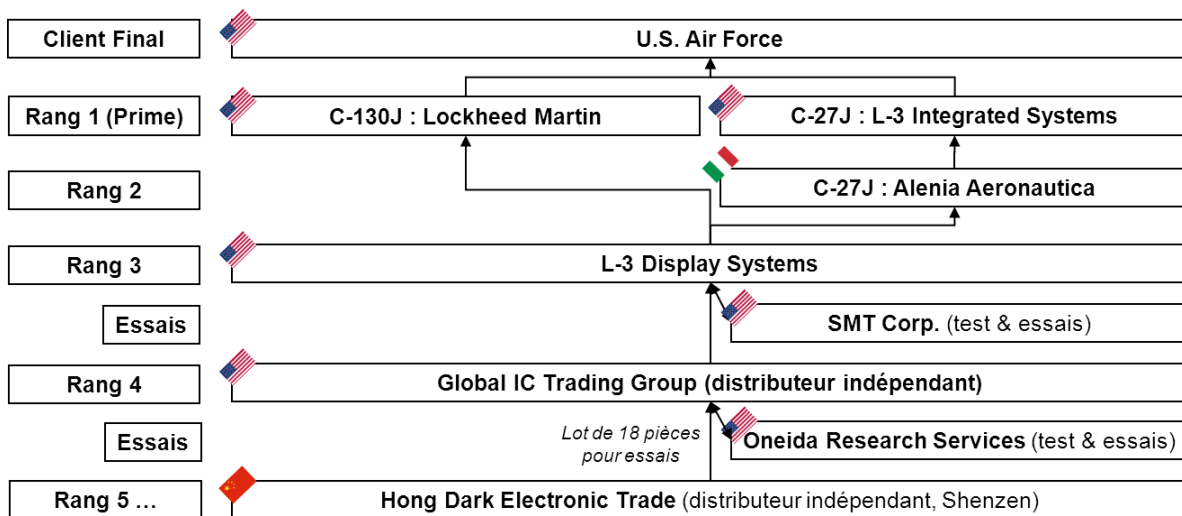 Client Final
U.S. Air Force
Rang 1 (Prime)
C-130J : Lockheed Martin
C-27J : L-3 Integrated Systems
Rang 2
C-27J : Alenia Aeronautica
Rang 3
L-3 Display Systems
Essais
SMT Corp. (test & essais)
Rang 4
Global IC Trading Group (distributeur indépendant)
Essais
Lot de 18 pièces
pour essais
Oneida Research Services (test & essais)
Rang 5 ...
Hong Dark Electronic Trade (distributeur indépendant, Shenzen)